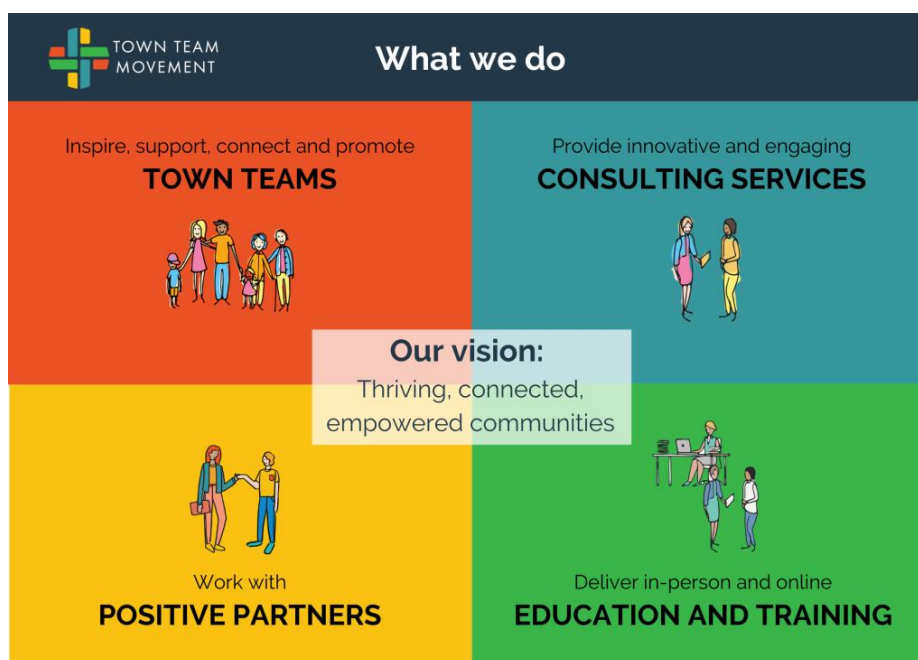 TOWN TEAM
MOVEMENT
What we do
Inspire, support, connect and promote
TOWN TEAMS
Provide innovative and engaging
CONSULTING SERVICES
Our vision:
Thriving, connected,
empowered communities
Work with
POSITIVE PARTNERS
Deliver in-person and online
EDUCATION AND TRAINING